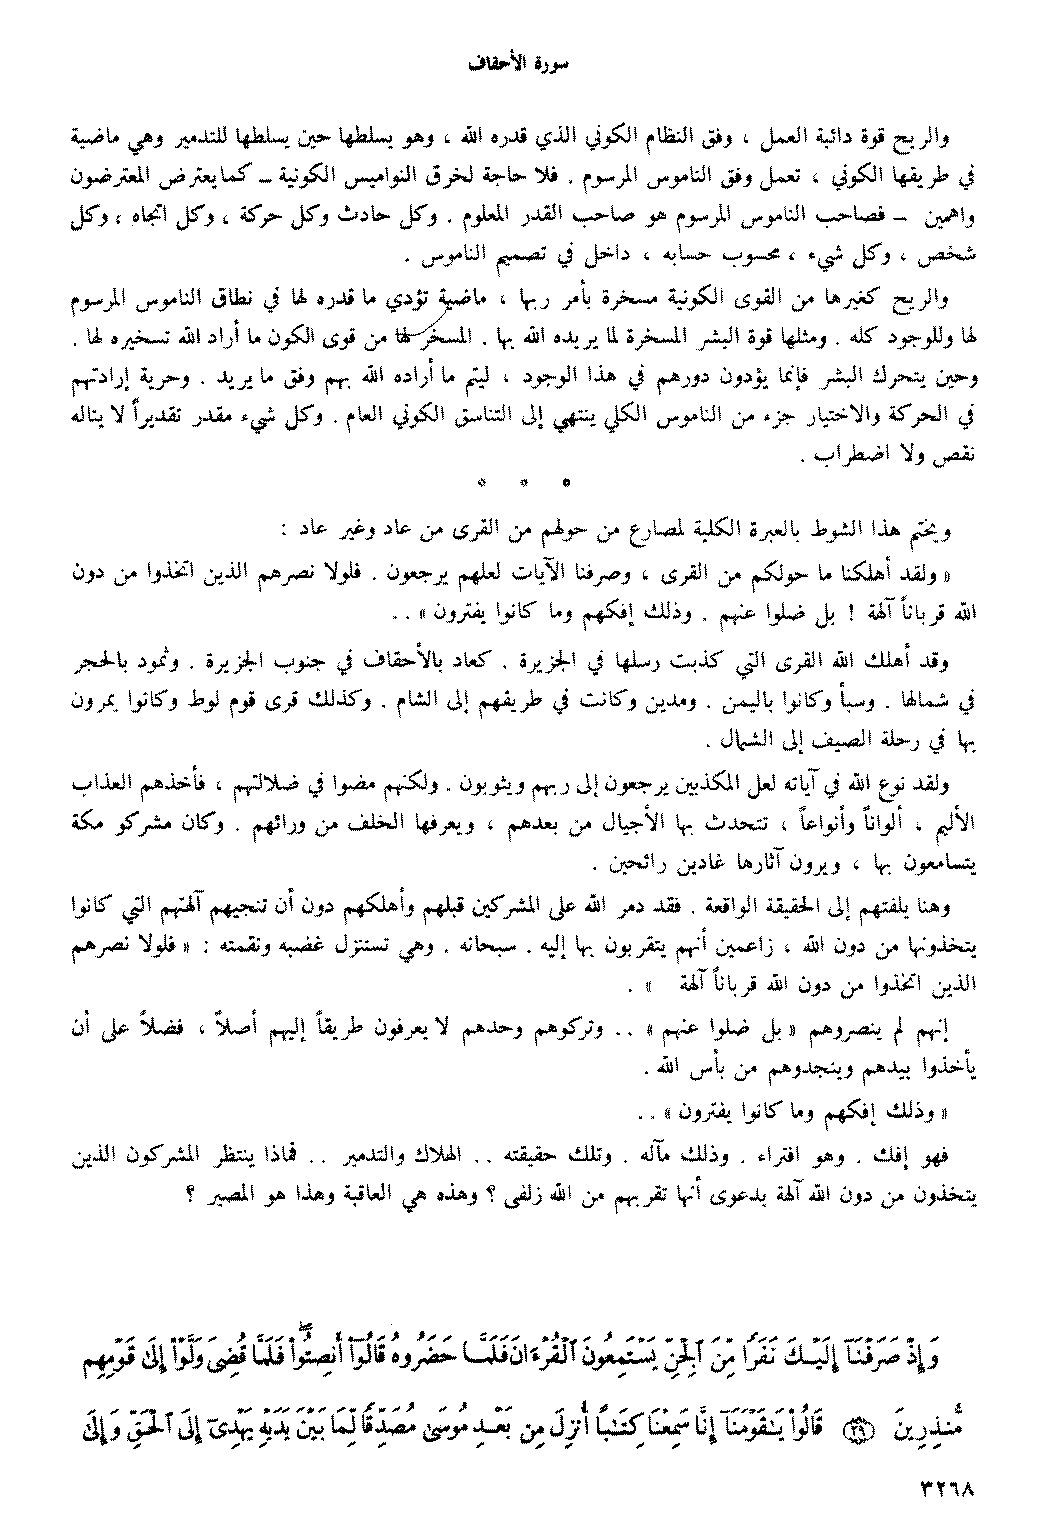 سورة الأحقاف
والريح قوة دائبة العمل ، وفق النظام الكوني الذي قدره الله ، وهو يسلطها حين يسلطها للتدمير وهي ماضية
في طريقها الكوني ، تعمل وفق الناموس المرسوم . فلا حاجة لخرق النواميس الكونية – كما يعترض المعترضون
واهمين – فصاحب الناموس المرسوم هو صاحب القدر المعلوم . وكل حادث وكل حركة ، وكل اتجاه ، وكل
شخص ، وكل شيء ، محسوب حسابه ، داخل في تصميم الناموس .
والريح كغيرها من القوى الكونية مسخرة بأمر ربها ، ماضية تؤدي ما قدره لها في نطاق الناموس المرسوم
لها وللوجود كله . ومثلها قوة البشر المسخرة لما يريده الله بها . المسخر لها من قوى الكون ما أراد الله تسخيره لها .
وحين يتحرك البشر فإنما يؤدون دورهم في هذا الوجود ، ليتم ما أراده الله بهم وفق ما يريد . وحرية إرادتهم
في الحركة والاختيار جزء من الناموس الكلي ينتهي إلى التناسق الكوني العام . وكل شيء مقدر تقديراً لا يناله
نقص ولا اضطراب .
* * *
ويختم هذا الشوط بالعبرة الكلية لمصارع من حولهم من القرى من عاد وغير عاد :
« ولقد أهلكنا ما حولكم من القرى ، وصرفنا الآيات لعلهم يرجعون . فلولا نصرهم الذين اتخذوا من دون
الله قرباناً آلهة ! بل ضلوا عنهم . وذلك إفكهم وما كانوا يفترون » . .
وقد أهلك الله القرى التي كذبت رسلها في الجزيرة . كعاد بالأحقاف في جنوب الجزيرة . وثمود بالحجر
في شمالها . وسبأ وكانوا باليمن . ومدين وكانت في طريقهم إلى الشام . وكذلك قرى قوم لوط وكانوا يمرون
بها في رحلة الصيف إلى الشمال .
ولقد نوع الله في آياته لعل المكذبين يرجعون إلى ربهم ويثوبون . ولكنهم مضوا في ضلالتهم ، فأخذهم العذاب
الأليم ، ألواناً وأنواعاً ، تتحدث بها الأجيال من بعدهم ، ويعرفها الخلف من ورائهم . وكان مشركو مكة
يتسامعون بها ، ويرون آثارها غادين رائحين .
وهنا يلفتهم إلى الحقيقة الواقعة . فقد دمر الله على المشركين قبلهم وأهلكهم دون أن تنجيهم آلهتهم التي كانوا
يتخذونها من دون الله ، زاعمين أنهم يتقربون بها إليه . سبحانه . وهي تستنزل غضبه ونقمته : « فلولا نصرهم
الذين اتخذوا من دون الله قرباناً آلهة » .
إنهم لم ينصروهم « بل ضلوا عنهم » . . وتركوهم وحدهم لا يعرفون طريقاً إليهم أصلاً ، فضلاً على أن
يأخذوا بيدهم وينجدوهم من بأس الله .
« وذلك إفكهم وما كانوا يفترون » . .
فهو إفك . وهو افتراء . وذلك مآله . وتلك حقيقته . . الهلاك والتدمير . . فماذا ينتظر المشركون الذين
يتخذون من دون الله آلهة بدعوى أنها تقربهم من الله زلفى ؟ وهذه هي العاقبة وهذا هو المصير ؟
وَإِذْ صَرَفْنَآ إِلَيْكَ نَفَرًا مِّنَ ٱلْجِنِّ يَسْتَمِعُونَ ٱلْقُرْءَانَ فَلَمَّا حَضَرُوهُ قَالُوٓا۟ أَنصِتُوا۟ ۖ فَلَمَّا قُضِىَ وَلَّوْا۟ إِلَىٰ قَوْمِهِم
مُّنذِرِينَ ﴿٢٩﴾ قَالُوا۟ يَـٰقَوْمَنَآ إِنَّا سَمِعْنَا كِتَـٰبًا أُنزِلَ مِنۢ بَعْدِ مُوسَىٰ مُصَدِّقًا لِّمَا بَيْنَ يَدَيْهِ يَهْدِىٓ إِلَى ٱلْحَقِّ وَإِلَىٰ
٣٢٦٨